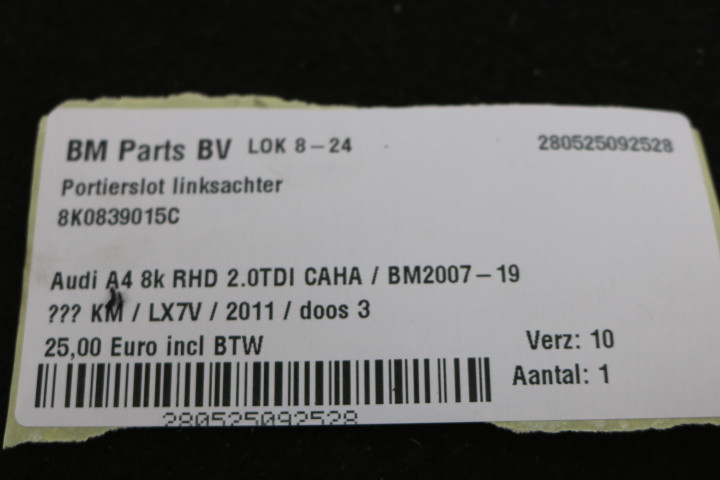 BM Parts BV LOK 8-24 280525092528
Portierslot linksachter
8K0839015C
Audi A4 8k RHD 2.0TDI CAHA / BM2007-19
??? KM / LX7V / 2011 / doos 3
25,00 Euro incl BTW Verz: 10
Aantal: 1
280525092528